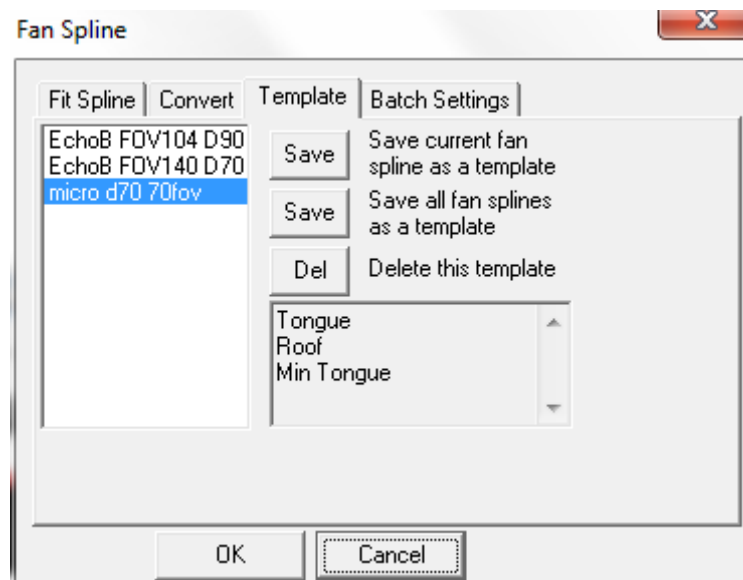 Fan Spline
X
Fit Spline
Convert
Template
Batch Settings
EchoB FOV104 D90
EchoB FOV140 D70
micro d70 70fov
Save
Save current fan
spline as a template
Save
Save all fan splines
as a template
Del
Delete this template
Tongue
Roof
Min Tongue
OK
Cancel